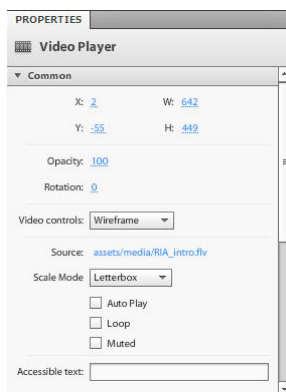 PROPERTIES
Video Player
Common
X: 2 W: 642
Y: -55 H: 449
Opacity: 100
Rotation: 0
Video controls: Wireframe
Source: assets/media/RIA_intro.flv
Scale Mode Letterbox
Auto Play
Loop
Muted
Accessible text: